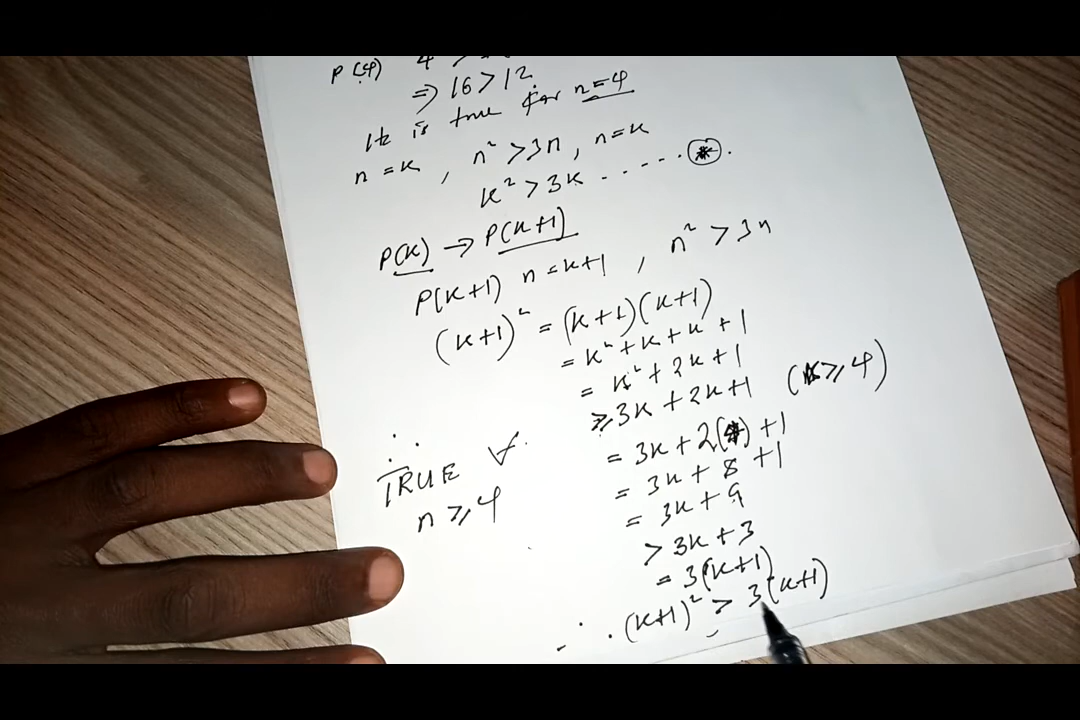 P(4) 4
⇒ 16 > 12
It is true for n=4
n = k, n² > 3n, n=k
k² > 3k ...... (*).
P(k) → P(k+1)
P(k+1) n = k+1, n² > 3n
(k+1)² = (k+1)(k+1)
= k² + k + k + 1
= k² + 2k + 1
≥ 3k + 2k + 1 (k ≥ 4)
= 3k + 2(4) + 1
= 3k + 8 + 1
= 3k + 9
> 3k + 3
= 3(k+1)
∴ (k+1)² > 3(k+1)
∴
TRUE ∀
n ≥ 4